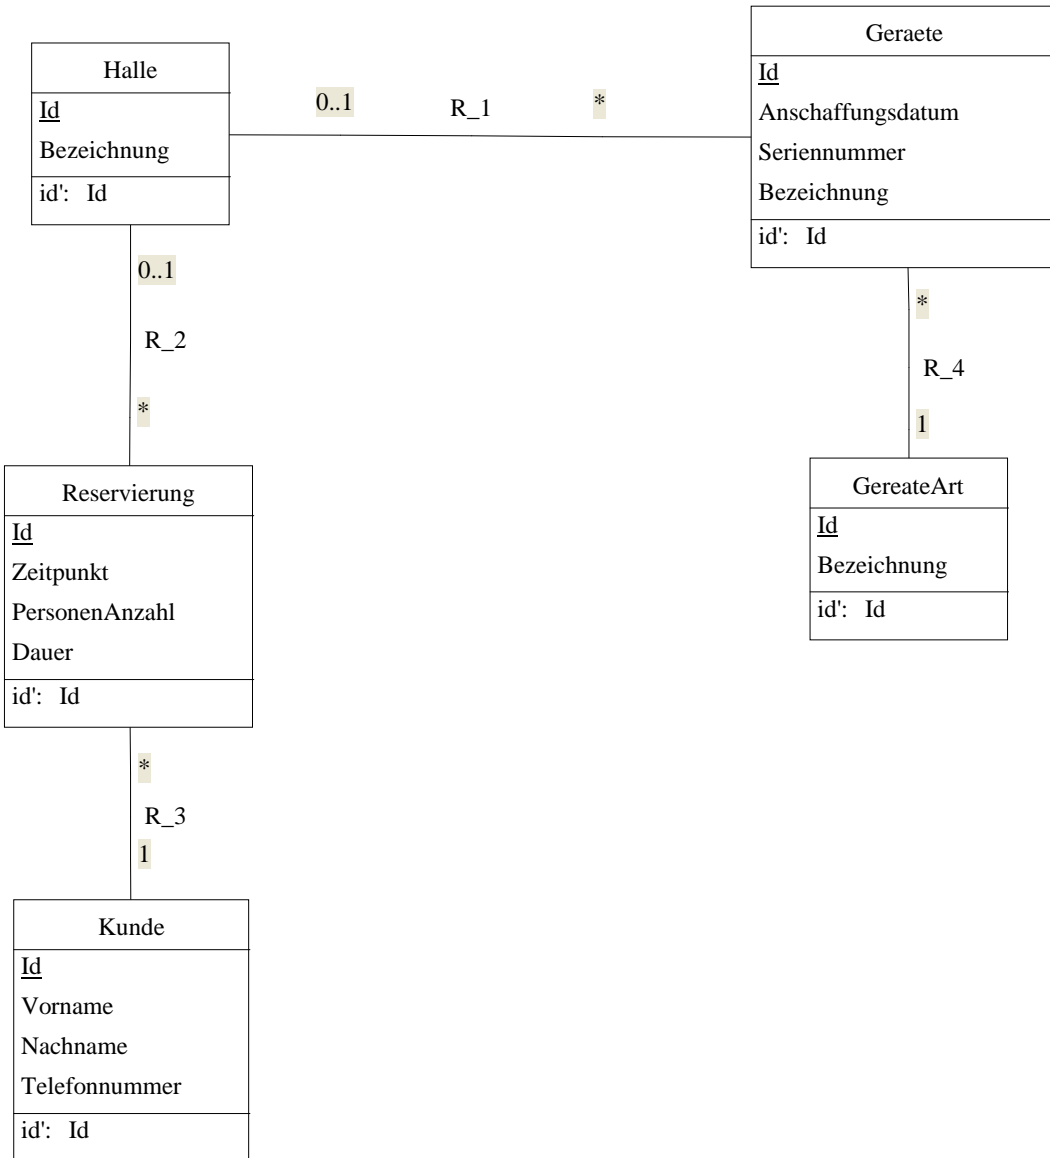 Halle
Id
Bezeichnung
id': Id
0..1
R_1
*
Geraete
Id
Anschaffungsdatum
Seriennummer
Bezeichnung
id': Id
0..1
R_2
*
*
R_4
1
Reservierung
Id
Zeitpunkt
PersonenAnzahl
Dauer
id': Id
GereateArt
Id
Bezeichnung
id': Id
*
R_3
1
Kunde
Id
Vorname
Nachname
Telefonnummer
id': Id